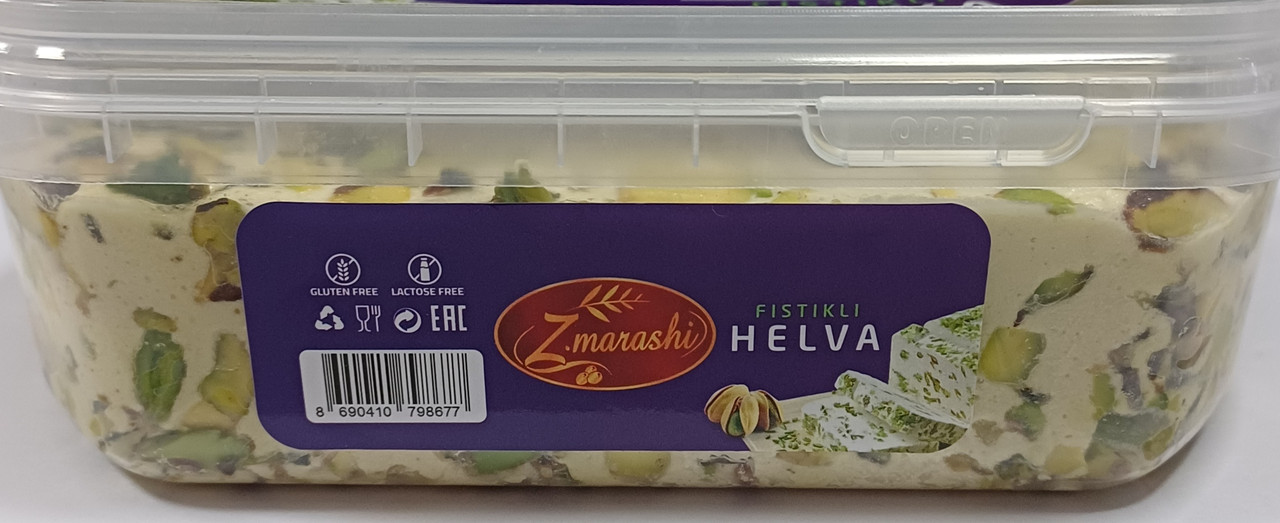 OPEN
GLUTEN FREE
LACTOSE FREE
EAC
8 690410 798677
Z.marashi
FISTIKLI
HELVA